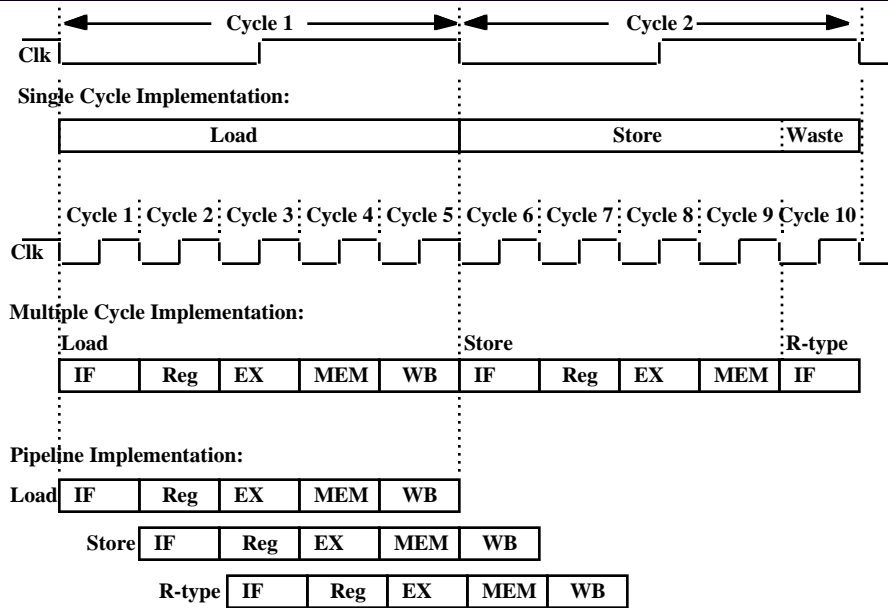 Cycle 1 Cycle 2
Clk
Single Cycle Implementation:
Load Store Waste
Cycle 1 Cycle 2 Cycle 3 Cycle 4 Cycle 5 Cycle 6 Cycle 7 Cycle 8 Cycle 9 Cycle 10
Clk
Multiple Cycle Implementation:
Load Store R-type
IF Reg EX MEM WB IF Reg EX MEM IF
Pipeline Implementation:
Load IF Reg EX MEM WB
Store IF Reg EX MEM WB
R-type IF Reg EX MEM WB